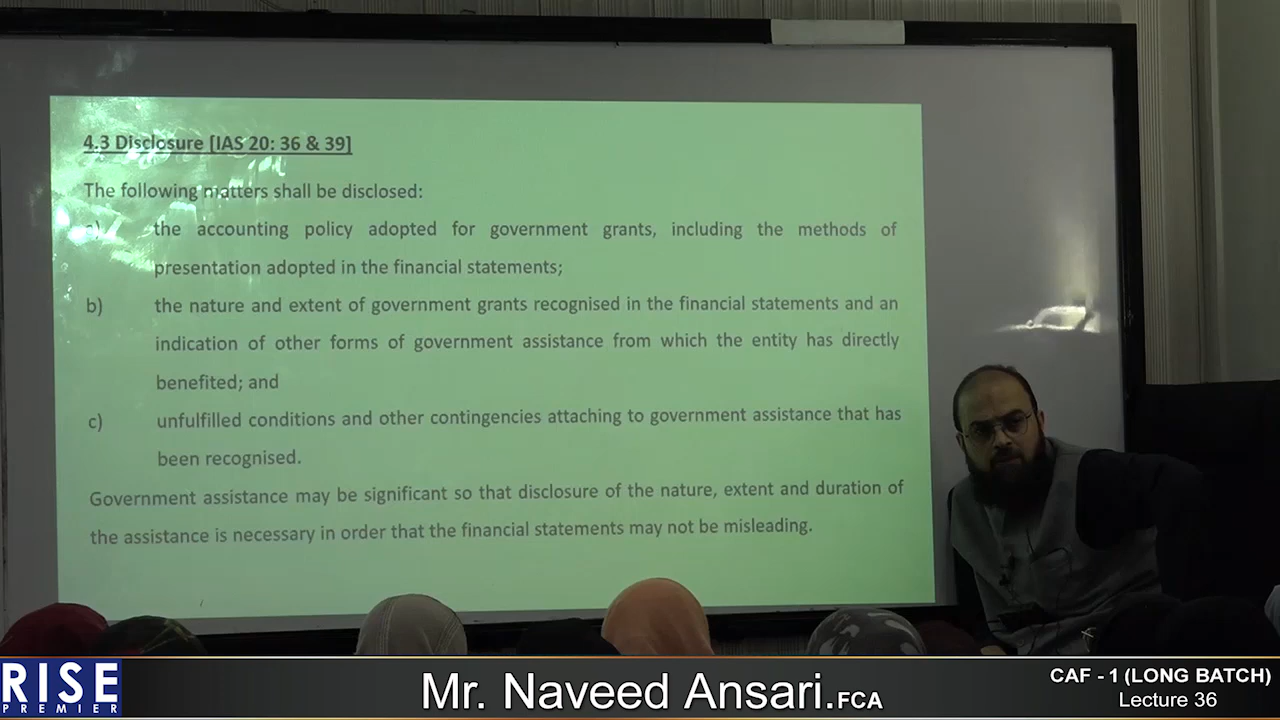 4.3 Disclosure [IAS 20: 36 & 39]
The following matters shall be disclosed:
a) the accounting policy adopted for government grants, including the methods of
presentation adopted in the financial statements;
b) the nature and extent of government grants recognised in the financial statements and an
indication of other forms of government assistance from which the entity has directly
benefited; and
c) unfulfilled conditions and other contingencies attaching to government assistance that has
been recognised.
Government assistance may be significant so that disclosure of the nature, extent and duration of
the assistance is necessary in order that the financial statements may not be misleading.
RISE
PREMIER
Mr. Naveed Ansari.FCA
CAF - 1 (LONG BATCH)
Lecture 36